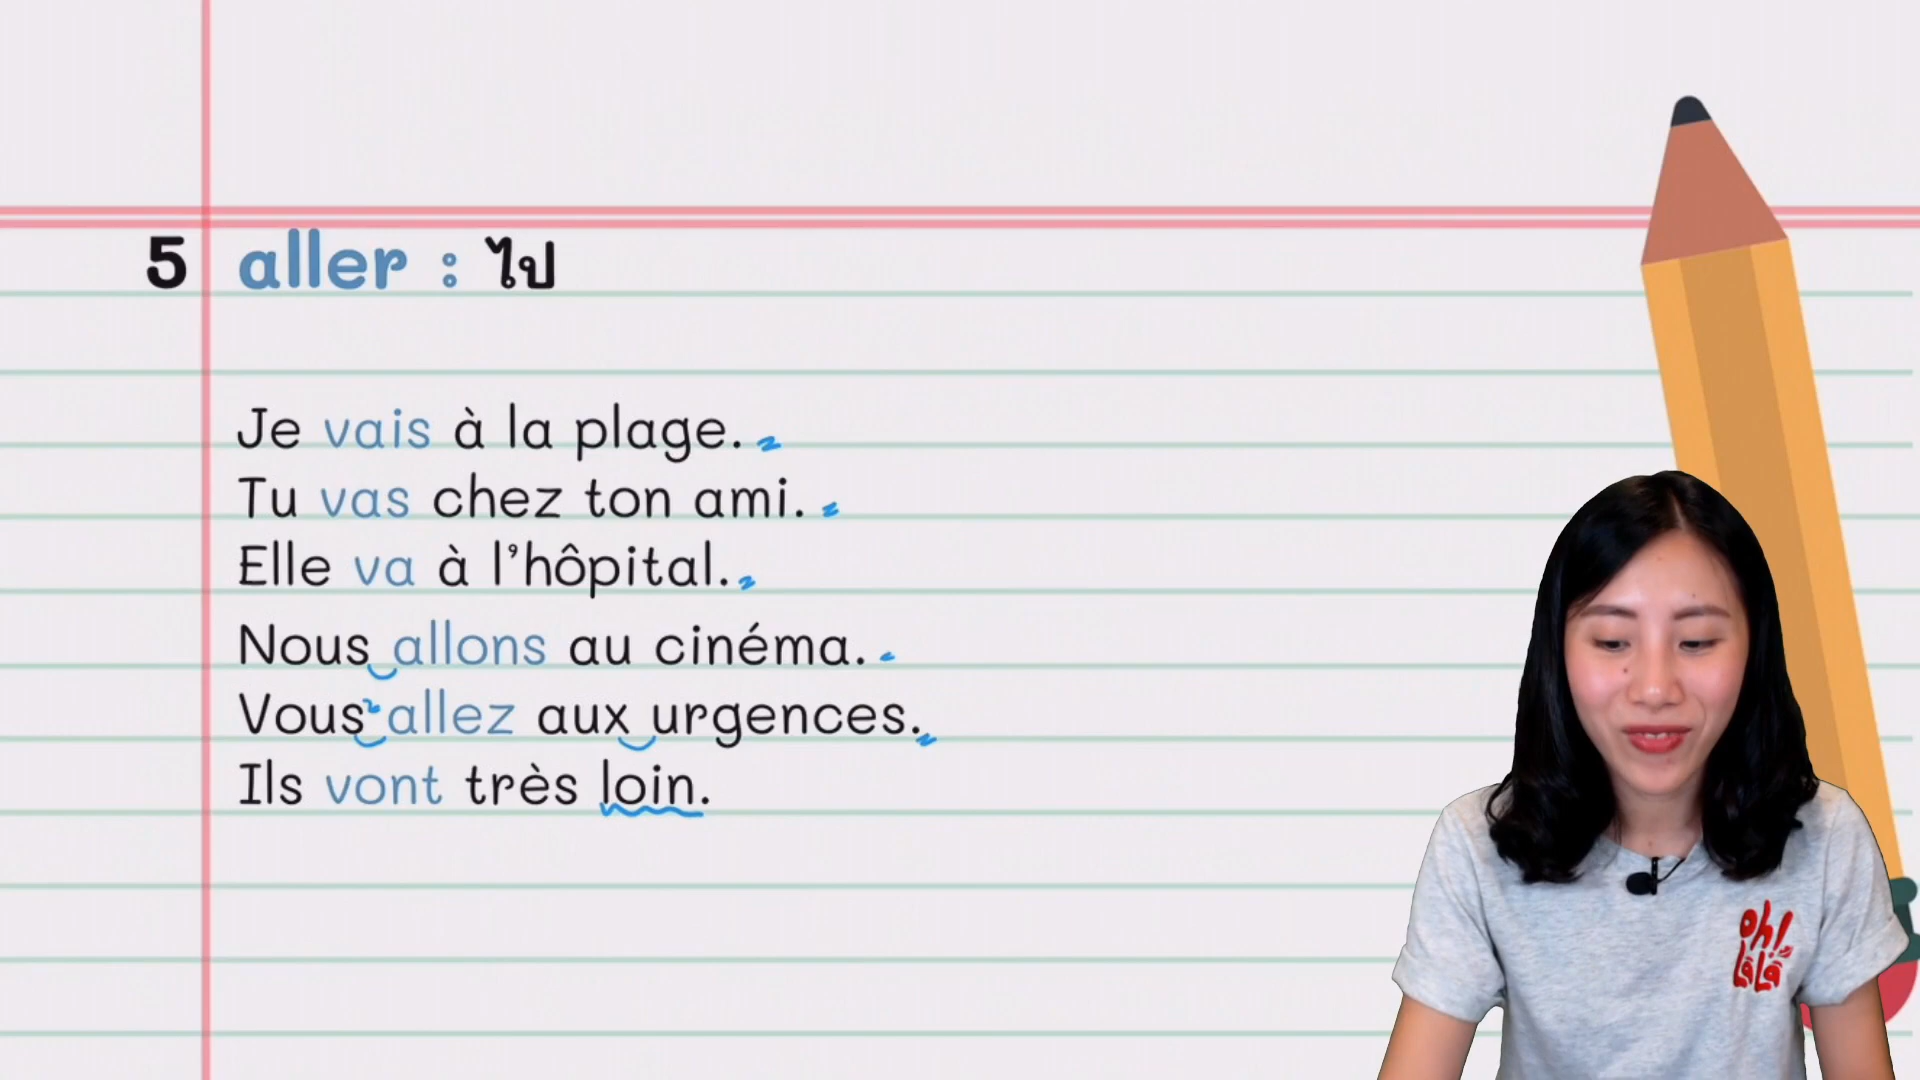 5 aller : ไป
Je vais à la plage.
Tu vas chez ton ami.
Elle va à l'hôpital.
Nous allons au cinéma.
Vous allez aux urgences.
Ils vont très loin.
oh!
LàLà